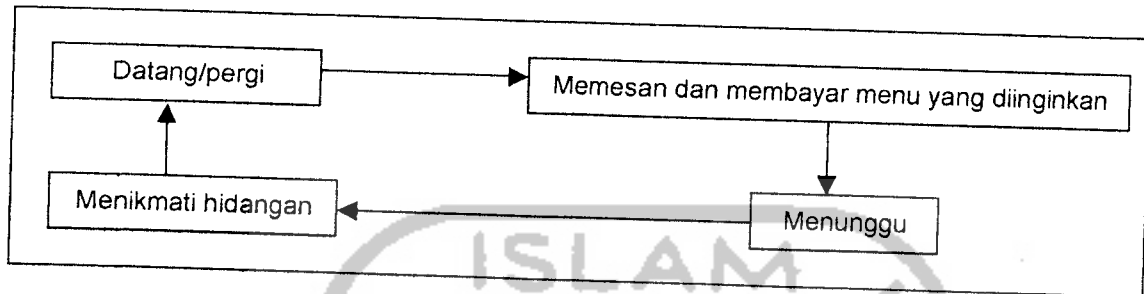 Datang/pergi
Memesan dan membayar menu yang diinginkan
Menikmati hidangan
Menunggu
ISLAM